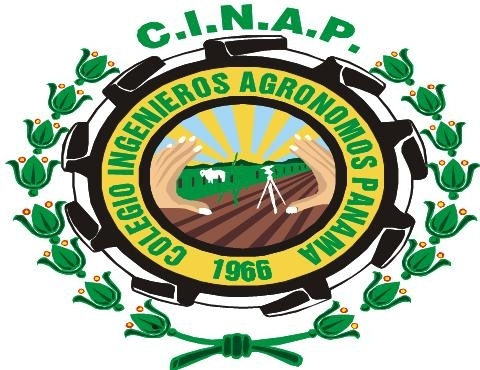 C.I.N.A.P.
COLEGIO INGENIEROS AGRONOMOS PANAMA
1966